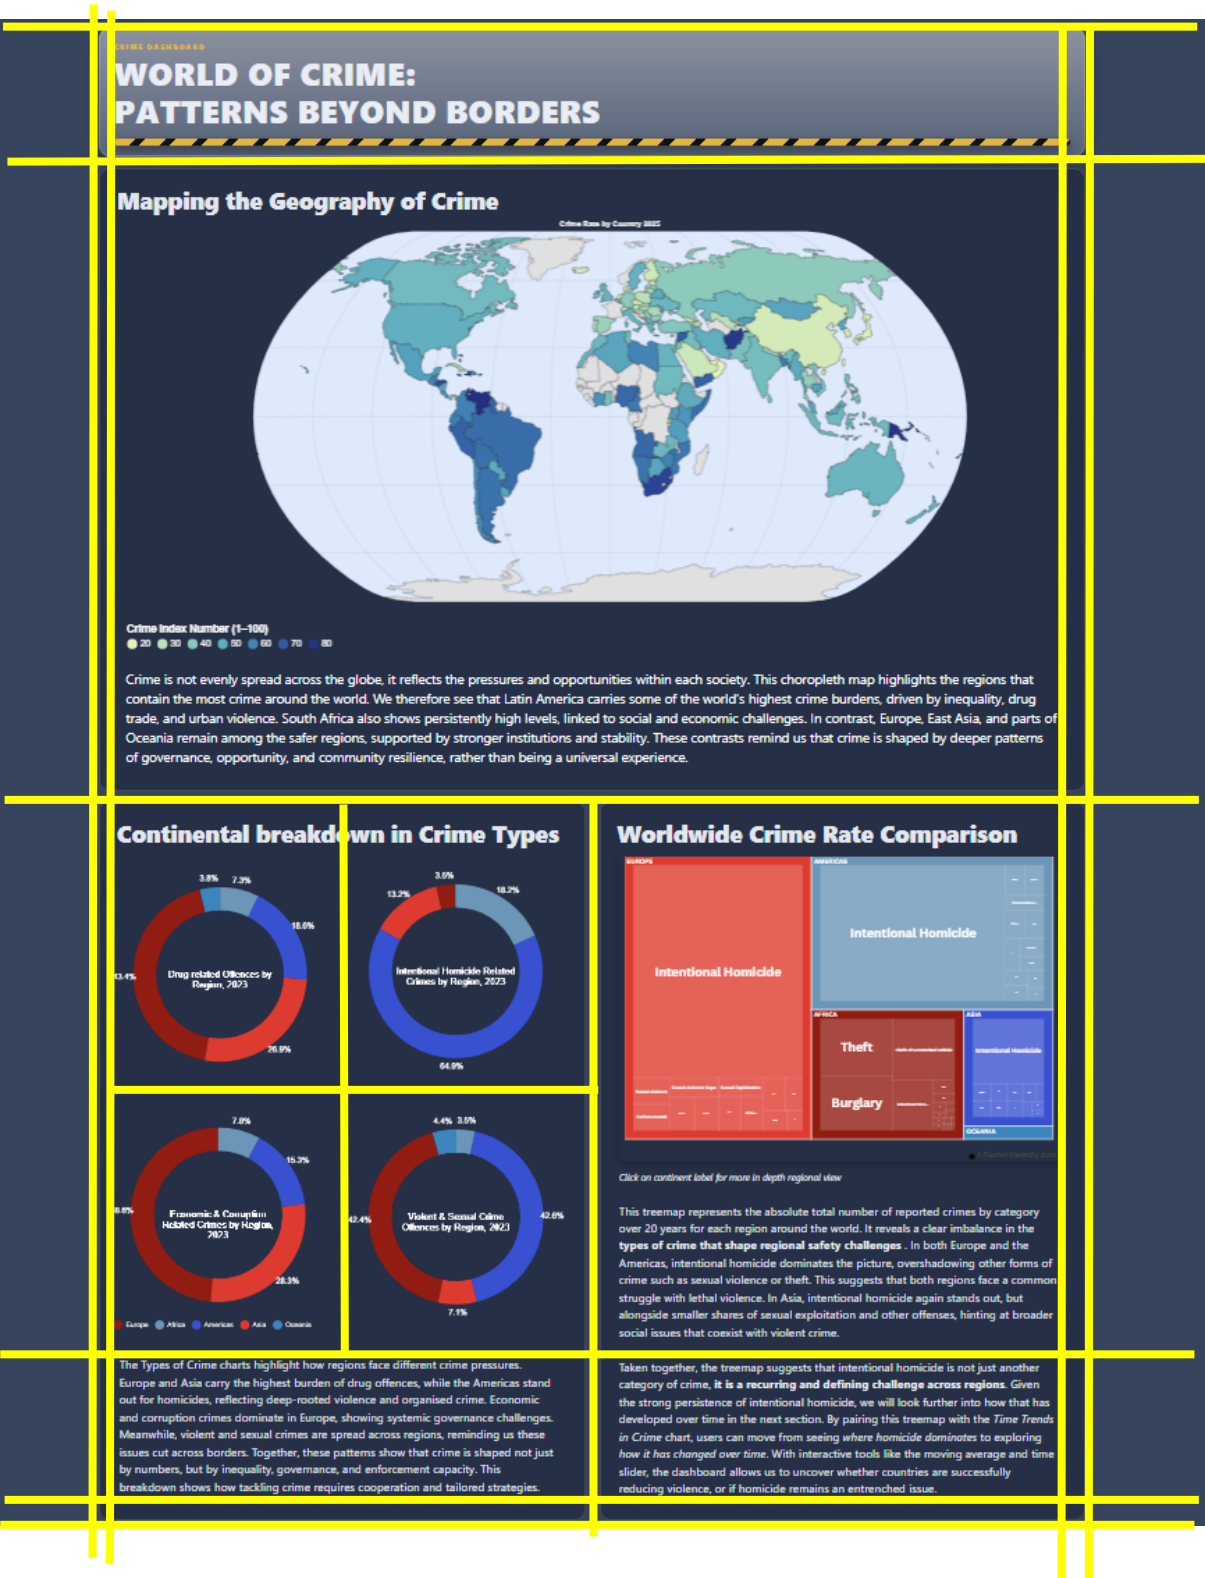 CRIME DASHBOARD
WORLD OF CRIME:
PATTERNS BEYOND BORDERS
Mapping the Geography of Crime
Crime Rate by Country 2025
Crime Index Number (1–100)
20 30 40 50 60 70 80
Crime is not evenly spread across the globe, it reflects the pressures and opportunities within each society. This choropleth map highlights the regions that
contain the most crime around the world. We therefore see that Latin America carries some of the world's highest crime burdens, driven by inequality, drug
trade, and urban violence. South Africa also shows persistently high levels, linked to social and economic challenges. In contrast, Europe, East Asia, and parts of
Oceania remain among the safer regions, supported by stronger institutions and stability. These contrasts remind us that crime is shaped by deeper patterns
of governance, opportunity, and community resilience, rather than being a universal experience.
Continental breakdown in Crime Types
3.8% 7.3%
18.6%
3.4%
26.9%
Drug related Offences by
Region, 2023
3.5%
13.2%
18.2%
Intentional Homicide Related
Crimes by Region, 2023
64.9%
7.8%
15.3%
8.6%
Economic & Corruption
Related Crimes by Region,
2023
28.3%
4.4% 3.5%
42.4%
42.6%
Violent & Sexual Crime
Offences by Region, 2023
7.1%
Europe Africa Americas Asia Oceania
The Types of Crime charts highlight how regions face different crime pressures.
Europe and Asia carry the highest burden of drug offences, while the Americas stand
out for homicides, reflecting deep-rooted violence and organised crime. Economic
and corruption crimes dominate in Europe, showing systemic governance challenges.
Meanwhile, violent and sexual crimes are spread across regions, reminding us these
issues cut across borders. Together, these patterns show that crime is shaped not just
by numbers, but by inequality, governance, and enforcement capacity. This
breakdown shows how tackling crime requires cooperation and tailored strategies.
Worldwide Crime Rate Comparison
EUROPE
Intentional Homicide
AMERICAS
Intentional Homicide
AFRICA
Theft
Burglary
ASIA
Intentional Homicide
OCEANIA
Click on continent label for more in depth regional view
This treemap represents the absolute total number of reported crimes by category
over 20 years for each region around the world. It reveals a clear imbalance in the
types of crime that shape regional safety challenges . In both Europe and the
Americas, intentional homicide dominates the picture, overshadowing other forms of
crime such as sexual violence or theft. This suggests that both regions face a common
struggle with lethal violence. In Asia, intentional homicide again stands out, but
alongside smaller shares of sexual exploitation and other offenses, hinting at broader
social issues that coexist with violent crime.
Taken together, the treemap suggests that intentional homicide is not just another
category of crime, it is a recurring and defining challenge across regions. Given
the strong persistence of intentional homicide, we will look further into how that has
developed over time in the next section. By pairing this treemap with the Time Trends
in Crime chart, users can move from seeing where homicide dominates to exploring
how it has changed over time. With interactive tools like the moving average and time
slider, the dashboard allows us to uncover whether countries are successfully
reducing violence, or if homicide remains an entrenched issue.